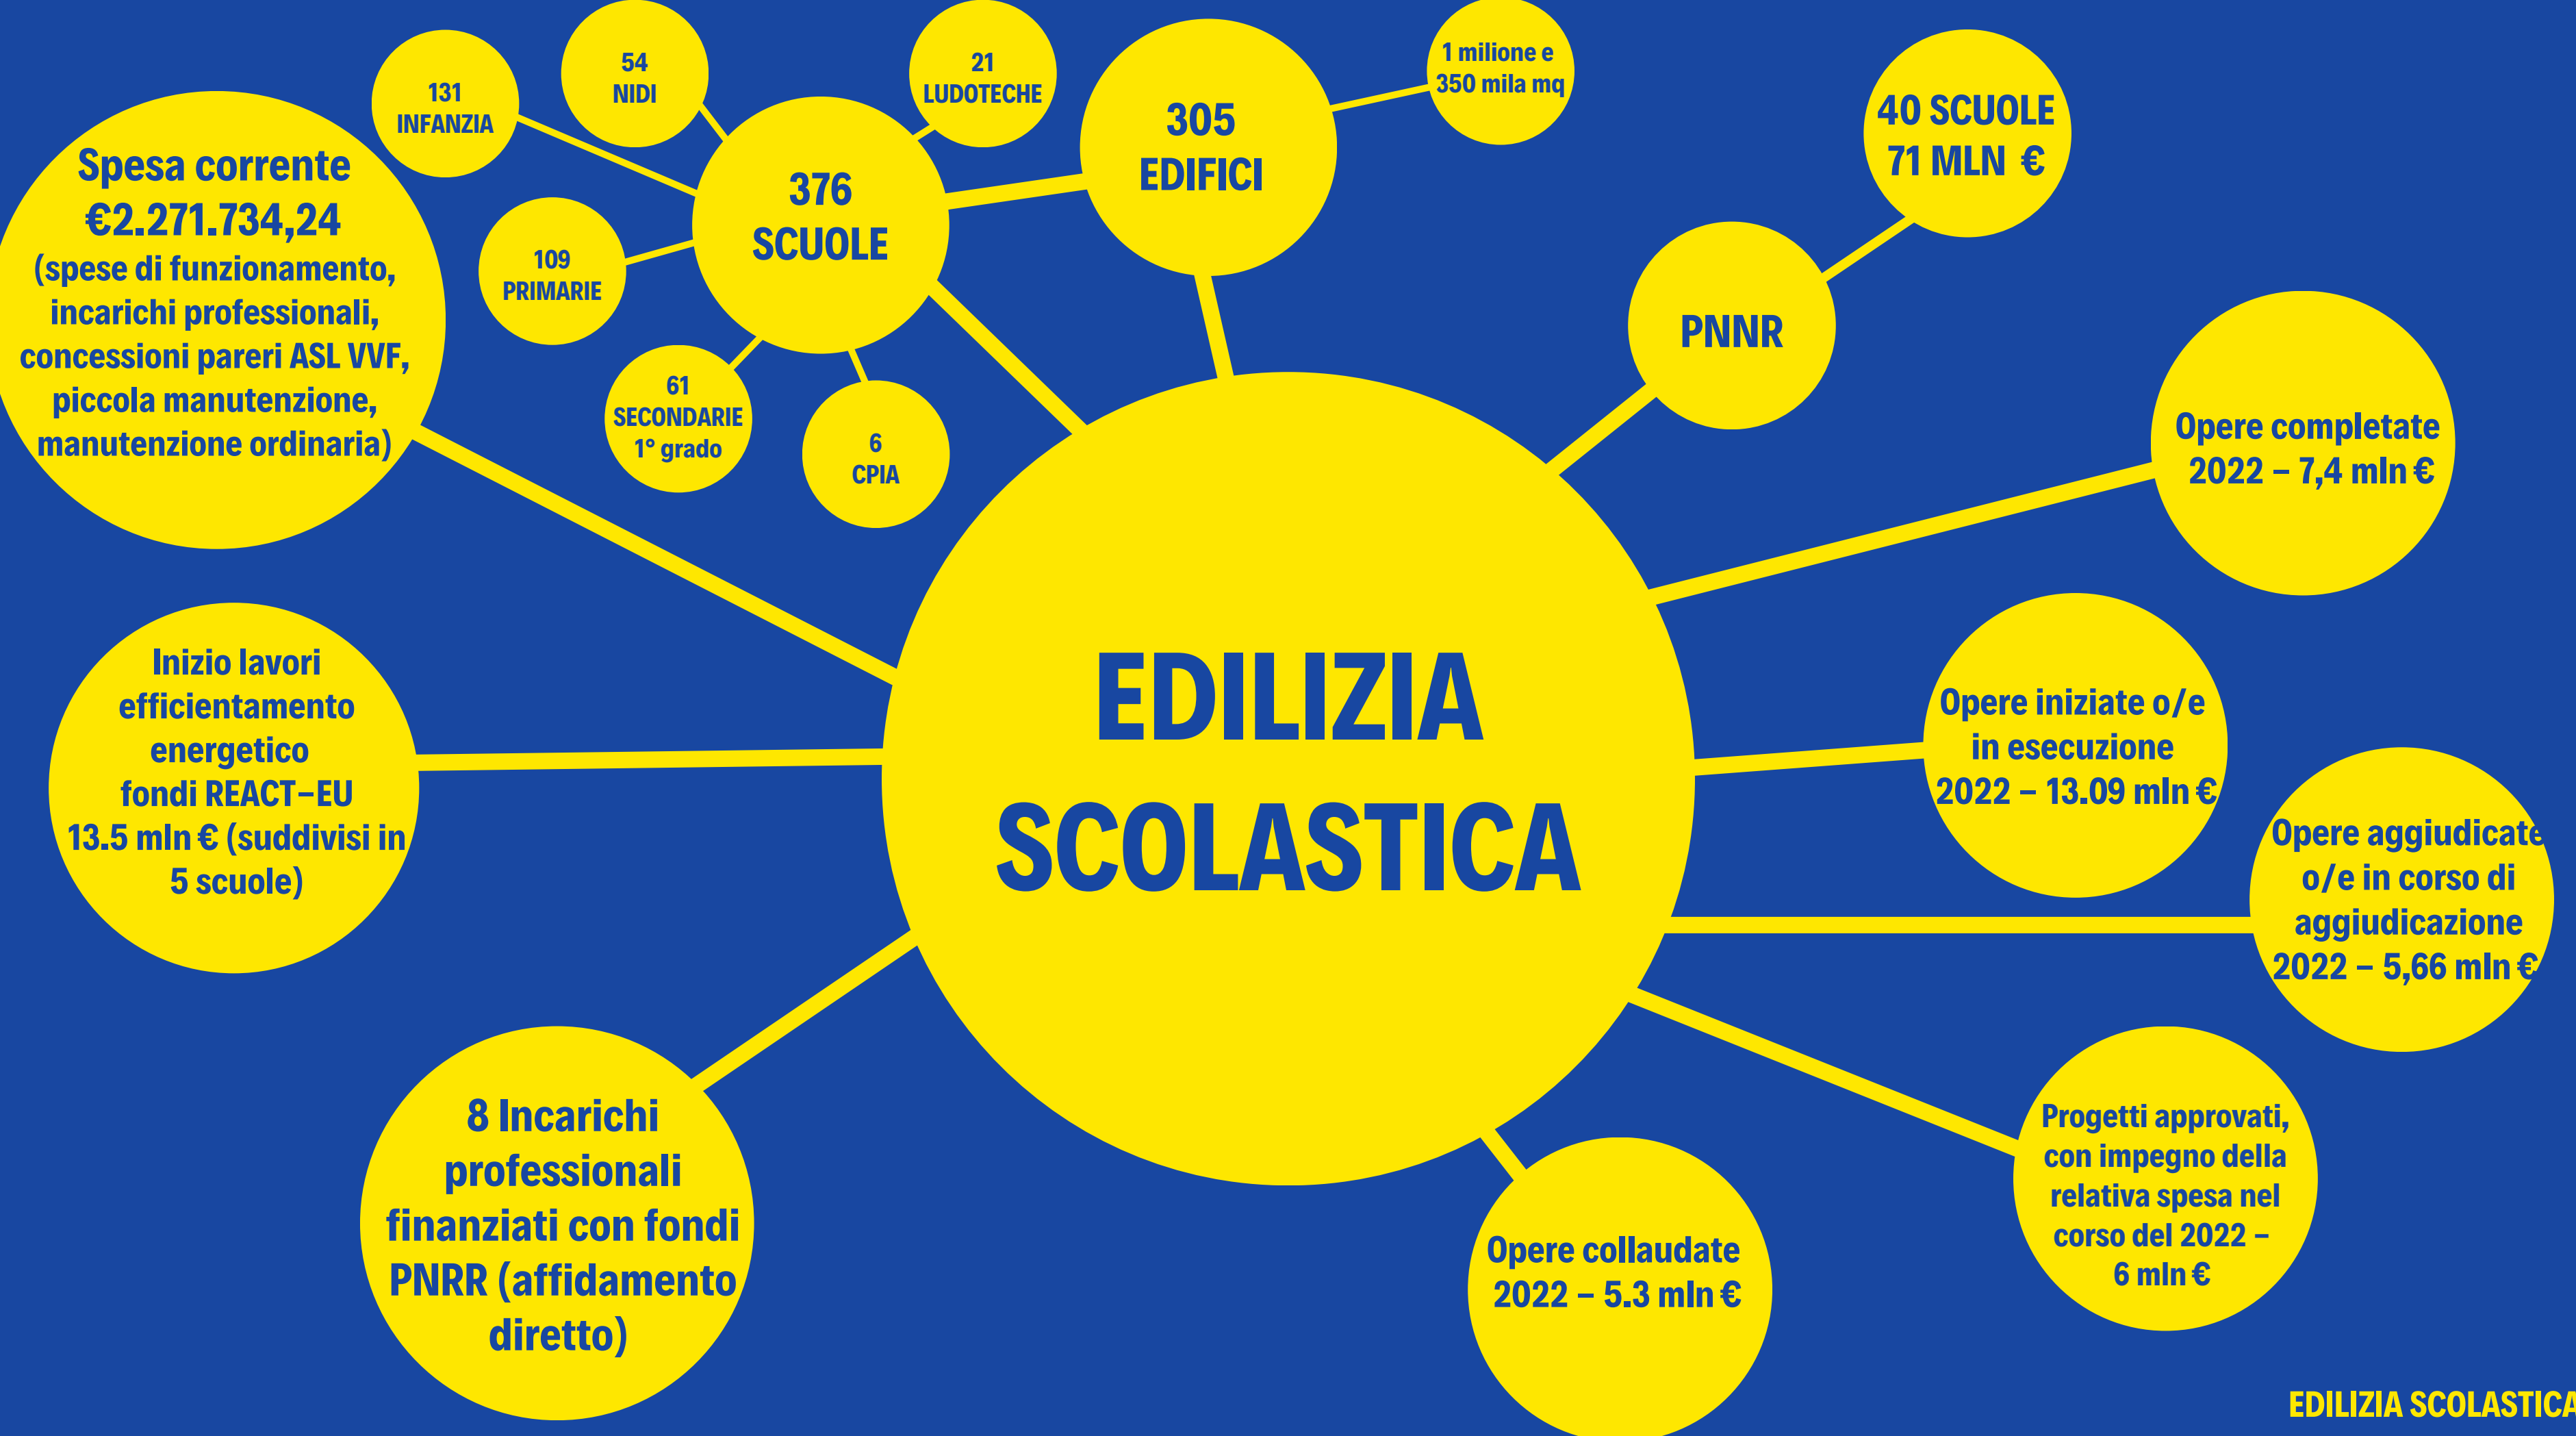 131
INFANZIA
54
NIDI
21
LUDOTECHE
109
PRIMARIE
61
SECONDARIE
1° grado
6
CPIA
376
SCUOLE
305
EDIFICI
1 milione e
350 mila mq
40 SCUOLE
71 MLN €
PNNR
Spesa corrente
€2.271.734,24
(spese di funzionamento,
incarichi professionali,
concessioni pareri ASL VVF,
piccola manutenzione,
manutenzione ordinaria)
Opere completate
2022 – 7,4 mln €
EDILIZIA
SCOLASTICA
Inizio lavori
efficientamento
energetico
fondi REACT–EU
13.5 mln € (suddivisi in
5 scuole)
Opere iniziate o/e
in esecuzione
2022 – 13.09 mln €
Opere aggiudicate
o/e in corso di
aggiudicazione
2022 – 5,66 mln €
8 Incarichi
professionali
finanziati con fondi
PNRR (affidamento
diretto)
Opere collaudate
2022 – 5.3 mln €
Progetti approvati,
con impegno della
relativa spesa nel
corso del 2022 –
6 mln €
EDILIZIA SCOLASTICA